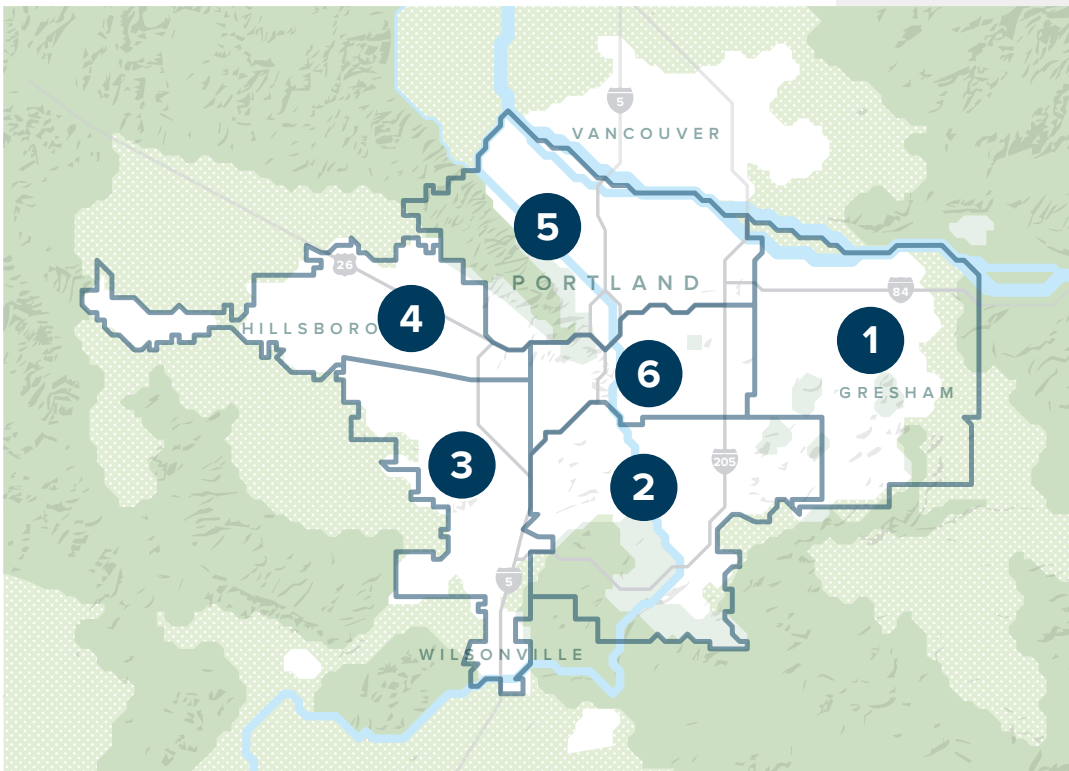 5
VANCOUVER
5
26
PORTLAND
84
HILLSBORO
4
1
6
GRESHAM
3
205
2
5
WILSONVILLE